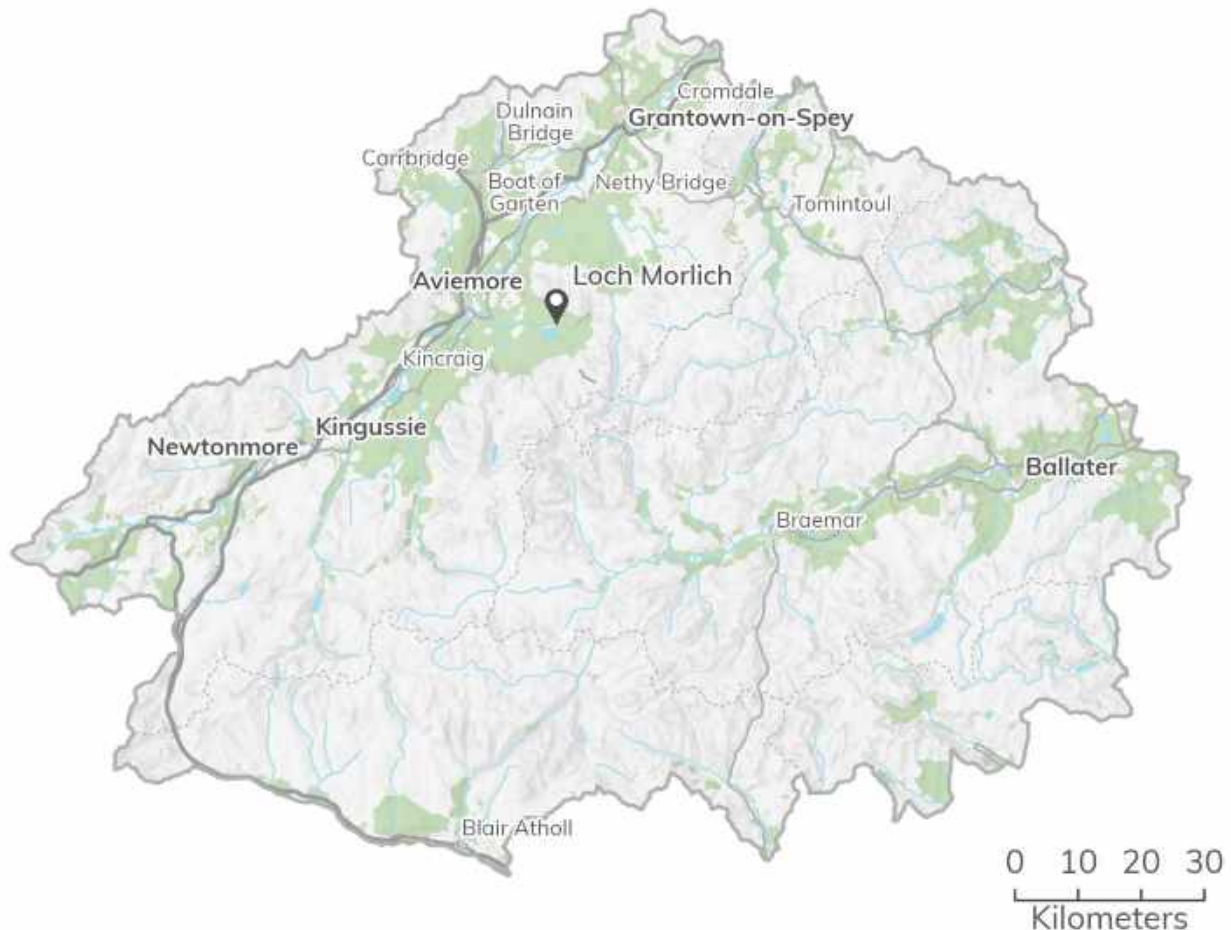 Cromdale
Dulnain
Bridge
Grantown-on-Spey
Carrbridge
Boat of
Garten
Nethy Bridge
Tomintoul
Aviemore
Loch Morlich
Kincraig
Kingussie
Newtonmore
Ballater
Braemar
Blair Atholl
0 10 20 30
Kilometers